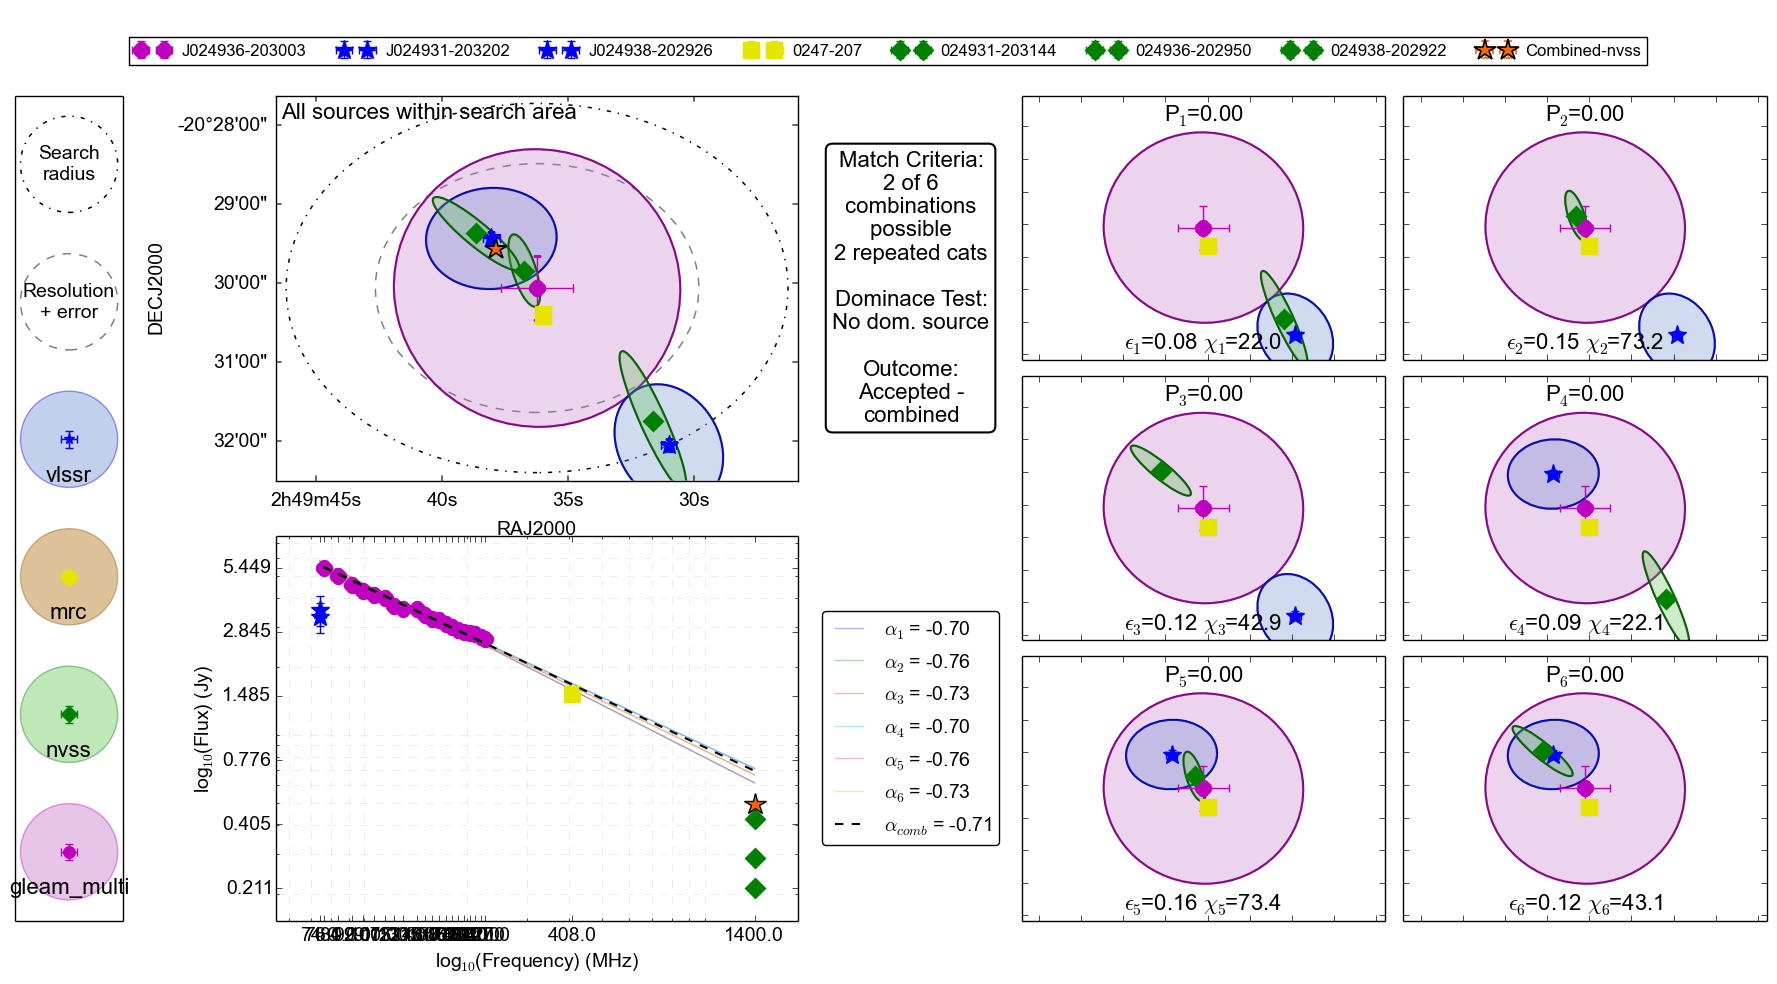 J024936-203003 J024931-203202 J024938-202926 0247-207 024931-203144 024936-202950 024938-202922 Combined-nvss
Search
radius
Resolution
+ error
vlssr
mrc
nvss
gleam_multi
All sources within search area
-20°28'00"
29'00"
30'00"
31'00"
32'00"
DECJ2000
2h49m45s 40s 35s 30s
RAJ2000
Match Criteria:
2 of 6
combinations
possible
2 repeated cats
Dominace Test:
No dom. source
Outcome:
Accepted -
combined
5.449
2.845
1.485
0.776
0.405
0.211
log10(Flux) (Jy)
408.0 1400.0
log10(Frequency) (MHz)
α1 = -0.70
α2 = -0.76
α3 = -0.73
α4 = -0.70
α5 = -0.76
α6 = -0.73
αcomb = -0.71
P1=0.00
ϵ1=0.08 χ1=22.0
P2=0.00
ϵ2=0.15 χ2=73.2
P3=0.00
ϵ3=0.12 χ3=42.9
P4=0.00
ϵ4=0.09 χ4=22.1
P5=0.00
ϵ5=0.16 χ5=73.4
P6=0.00
ϵ6=0.12 χ6=43.1